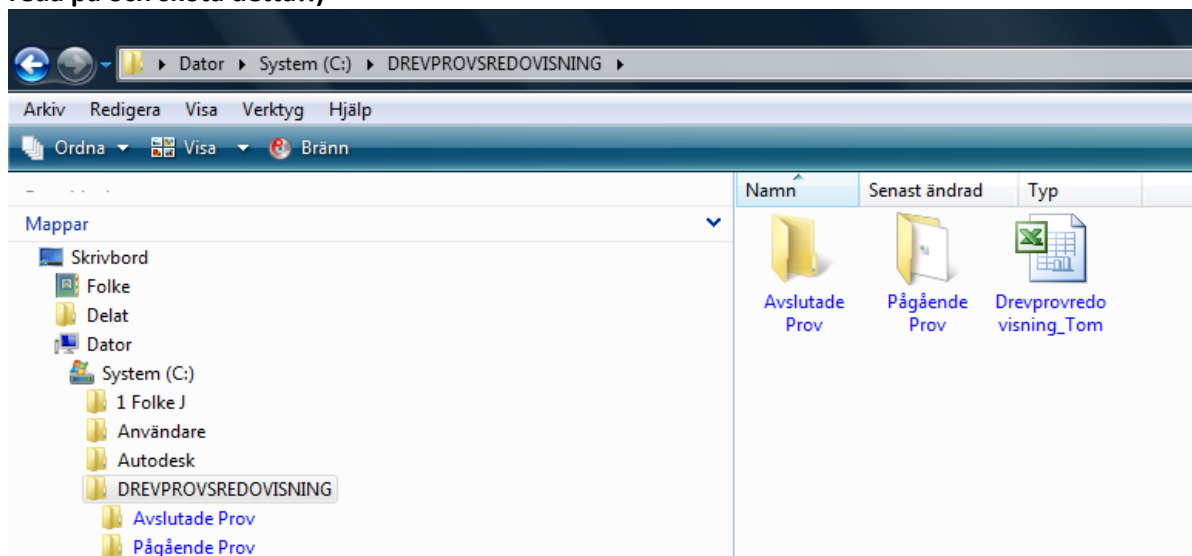 Dator System (C:) DREVPROVSREDOVISNING
Arkiv Redigera Visa Verktyg Hjälp
Ordna Visa Bränn
Namn Senast ändrad Typ
Mappar
Skrivbord
Folke
Delat
Dator
System (C:)
1 Folke J
Användare
Autodesk
DREVPROVSREDOVISNING
Avslutade Prov
Pågående Prov
Avslutade
Prov
Pågående
Prov
Drevprovredo
visning_Tom